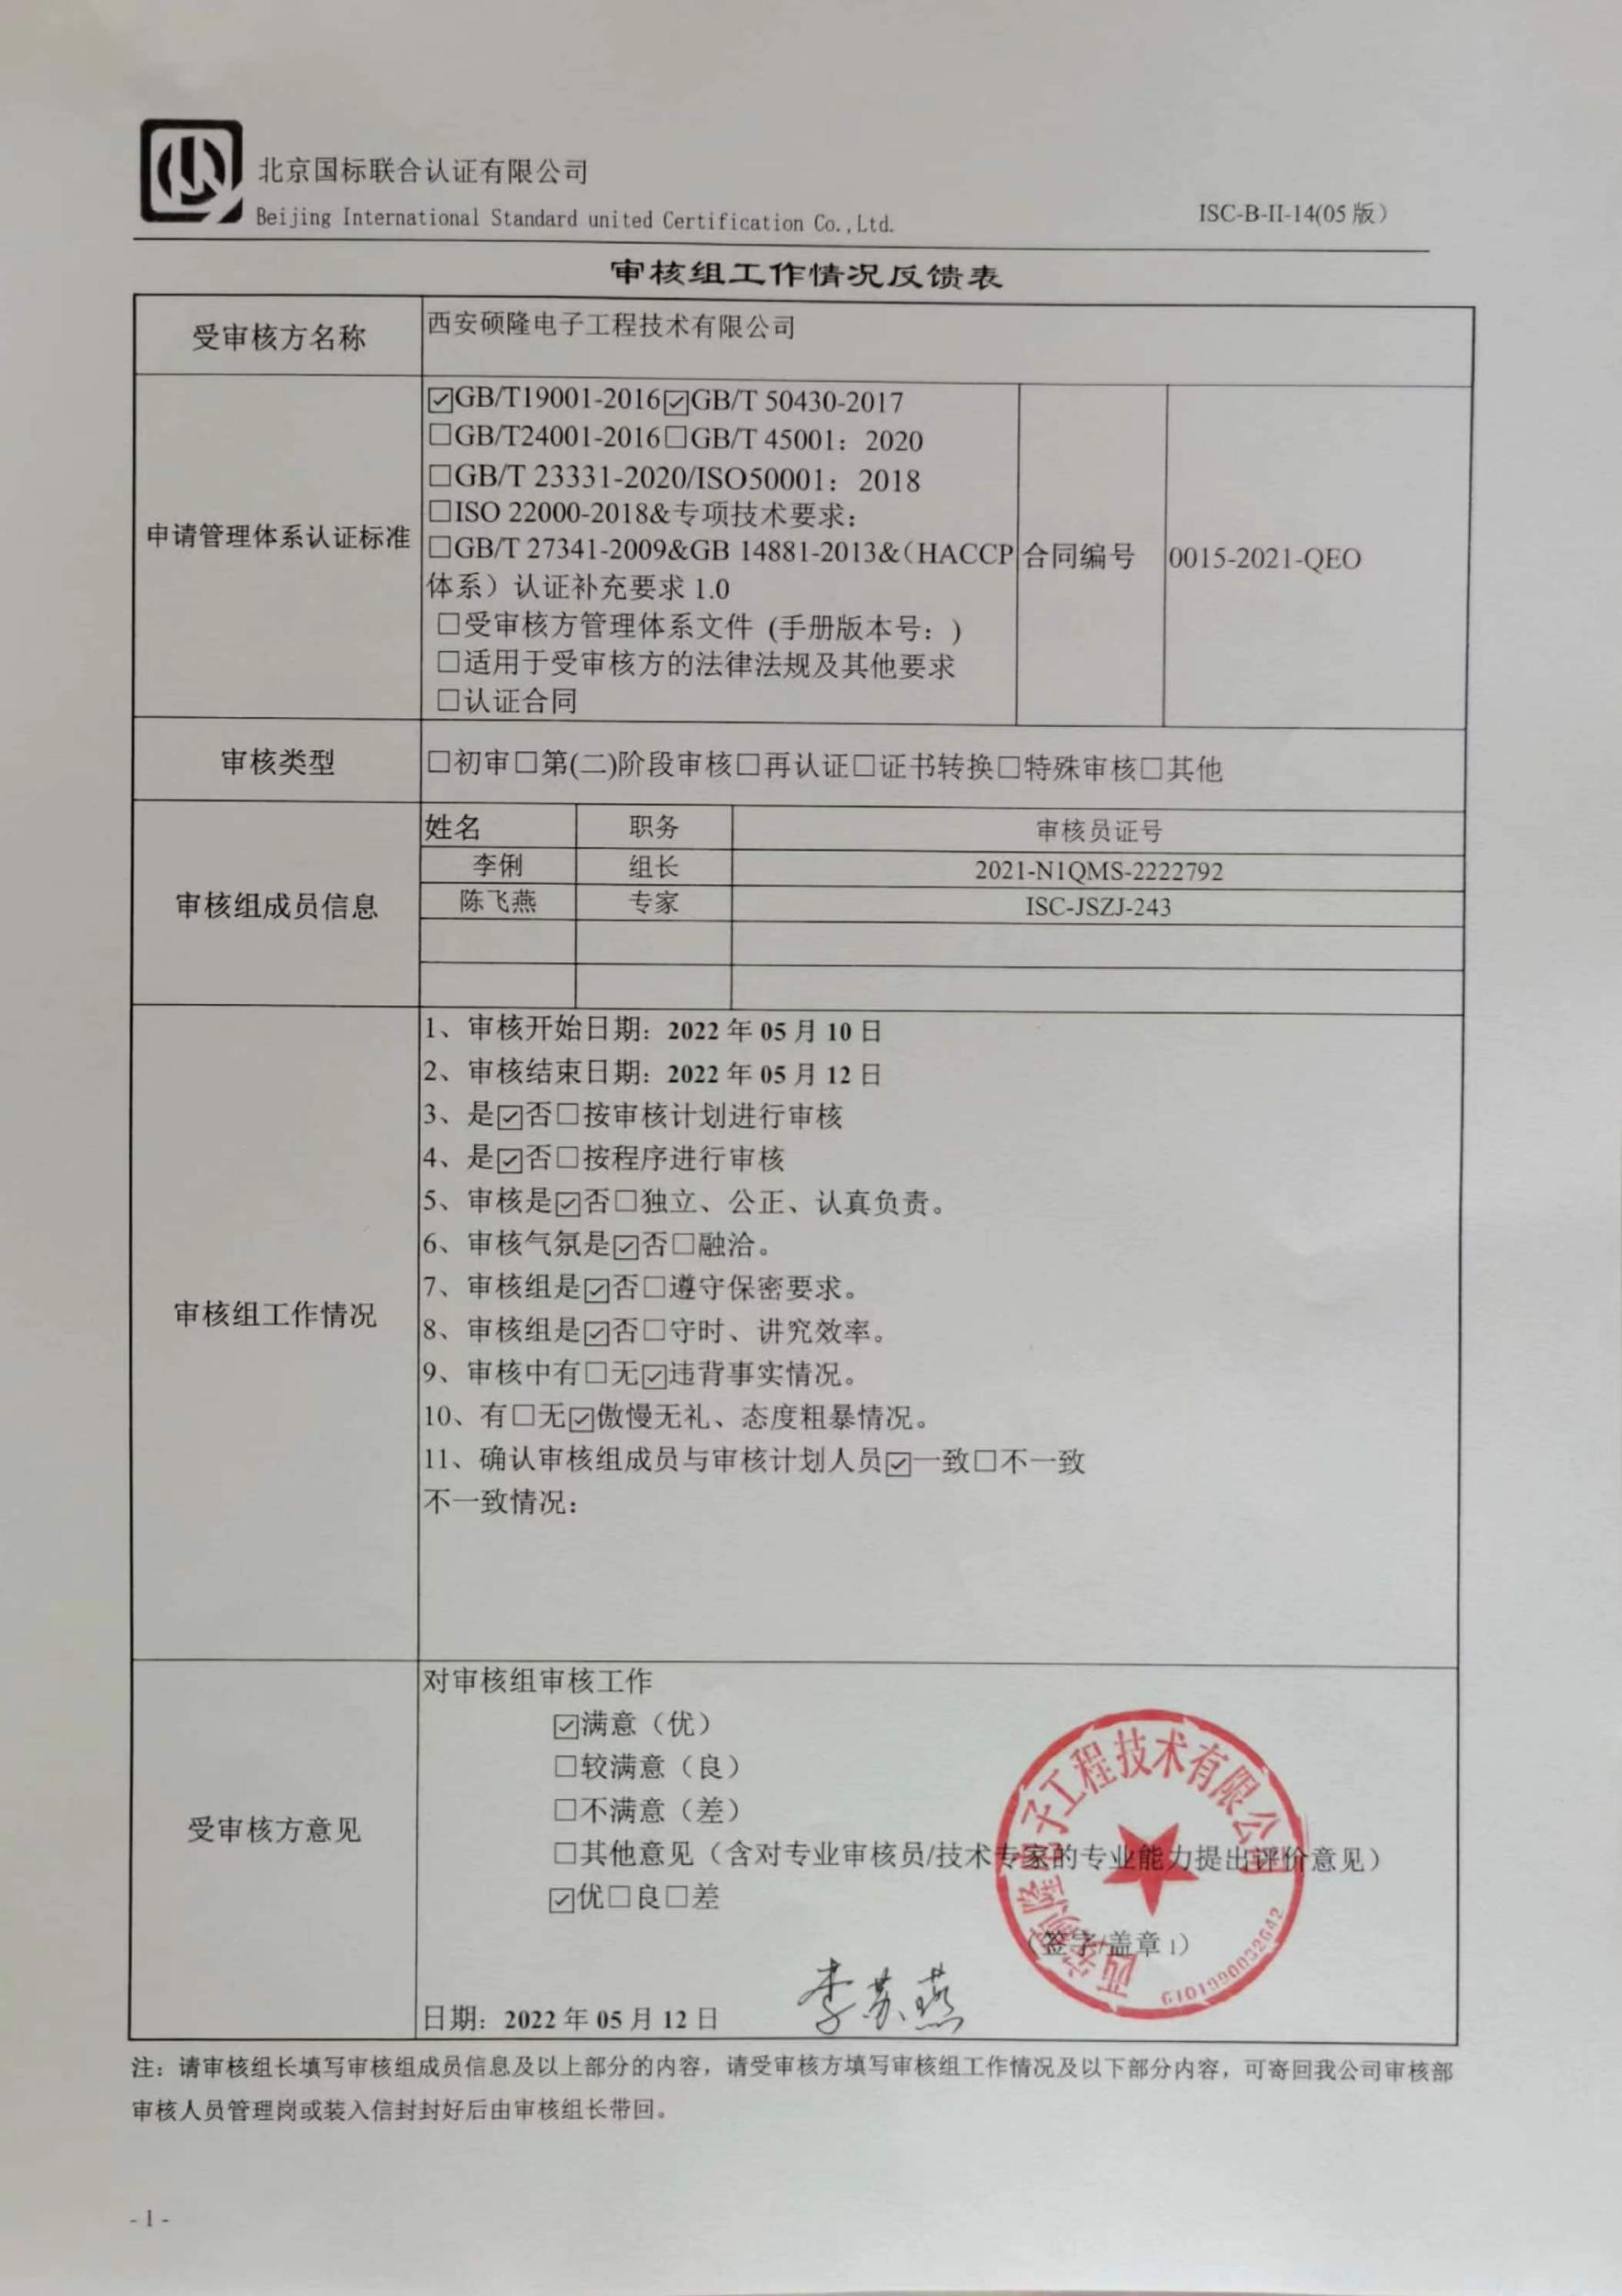 北京国标联合认证有限公司
Beijing International Standard united Certification Co.,Ltd.
ISC-B-II-14(05版）
审核组工作情况反馈表
受审核方名称
西安硕隆电子工程技术有限公司
申请管理体系认证标准
☑GB/T19001-2016☑GB/T 50430-2017
□GB/T24001-2016□GB/T 45001：2020
□GB/T 23331-2020/ISO50001：2018
□ISO 22000-2018&专项技术要求：
□GB/T 27341-2009&GB 14881-2013&（HACCP
体系）认证补充要求 1.0
□受审核方管理体系文件 (手册版本号：)
□适用于受审核方的法律法规及其他要求
□认证合同
合同编号
0015-2021-QEO
审核类型
□初审□第(二)阶段审核□再认证□证书转换□特殊审核□其他
审核组成员信息
姓名 职务 审核员证号
李俐 组长 2021-N1QMS-2222792
陈飞燕 专家 ISC-JSZJ-243
审核组工作情况
1、审核开始日期：2022 年 05 月 10 日
2、审核结束日期：2022 年 05 月 12 日
3、是☑否□按审核计划进行审核
4、是☑否□按程序进行审核
5、审核是☑否□独立、公正、认真负责。
6、审核气氛是☑否□融洽。
7、审核组是☑否□遵守保密要求。
8、审核组是☑否□守时、讲究效率。
9、审核中有□无☑违背事实情况。
10、有□无☑傲慢无礼、态度粗暴情况。
11、确认审核组成员与审核计划人员☑一致□不一致
不一致情况：
受审核方意见
对审核组审核工作
☑满意（优）
□较满意（良）
□不满意（差）
□其他意见（含对专业审核员/技术专家的专业能力提出评价意见）
☑优□良□差
（签字/盖章）
西安硕隆电子工程技术有限公司
6101990032642
李苏燕
日期：2022 年 05 月 12 日
注：请审核组长填写审核组成员信息及以上部分的内容，请受审核方填写审核组工作情况及以下部分内容，可寄回我公司审核部
审核人员管理岗或装入信封封好后由审核组长带回。
- 1 -